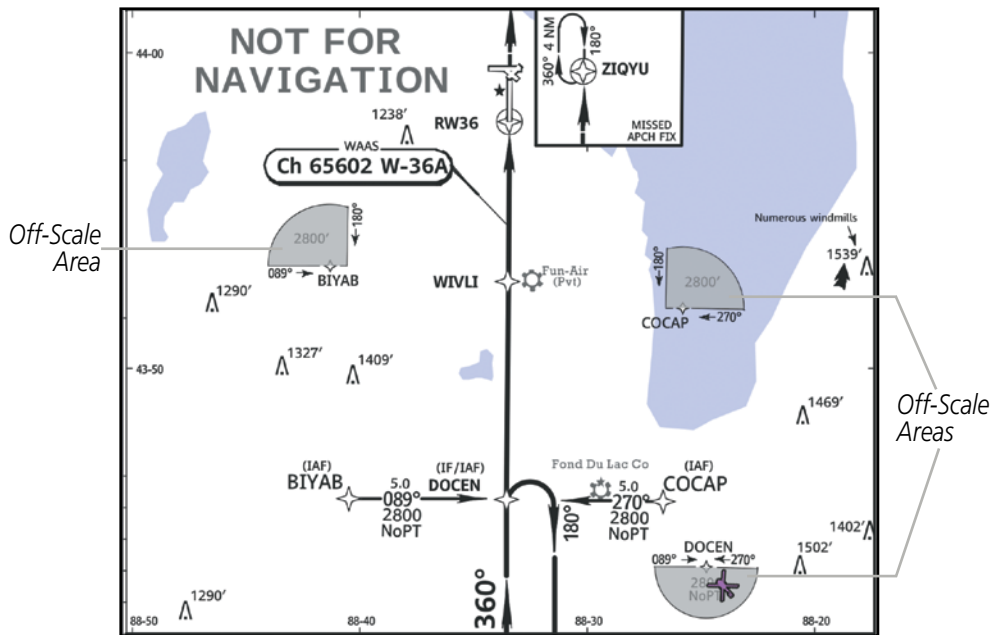 44-00
NOT FOR
NAVIGATION
360° 4 NM
180°
ZIQYU
MISSED
APCH FIX
1238'
RW36
WAAS
Ch 65602 W-36A
Off-Scale
Area
2800'
180°
089°
BIYAB
Numerous windmills
1539'
180°
2800'
COCAP
270°
WIVLI
Fun-Air
(Pvt)
1290'
1327'
1409'
43-50
1469'
Off-Scale
Areas
(IAF)
BIYAB
5.0
089°
2800
NoPT
(IF/IAF)
DOCEN
Fond Du Lac Co
(IAF)
COCAP
5.0
270°
2800
NoPT
180°
1402'
1502'
DOCEN
089°
270°
NoPT
1290'
360°
88-50
88-40
88-30
88-20